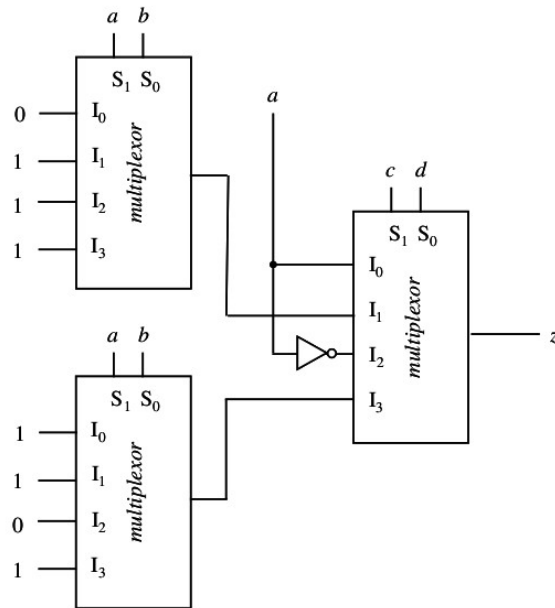 a b
S1 S0
0 I0
1 I1
1 I2
1 I3
multiplexor
a
c d
S1 S0
I0
I1
I2
I3
multiplexor
z
a b
S1 S0
1 I0
1 I1
0 I2
1 I3
multiplexor